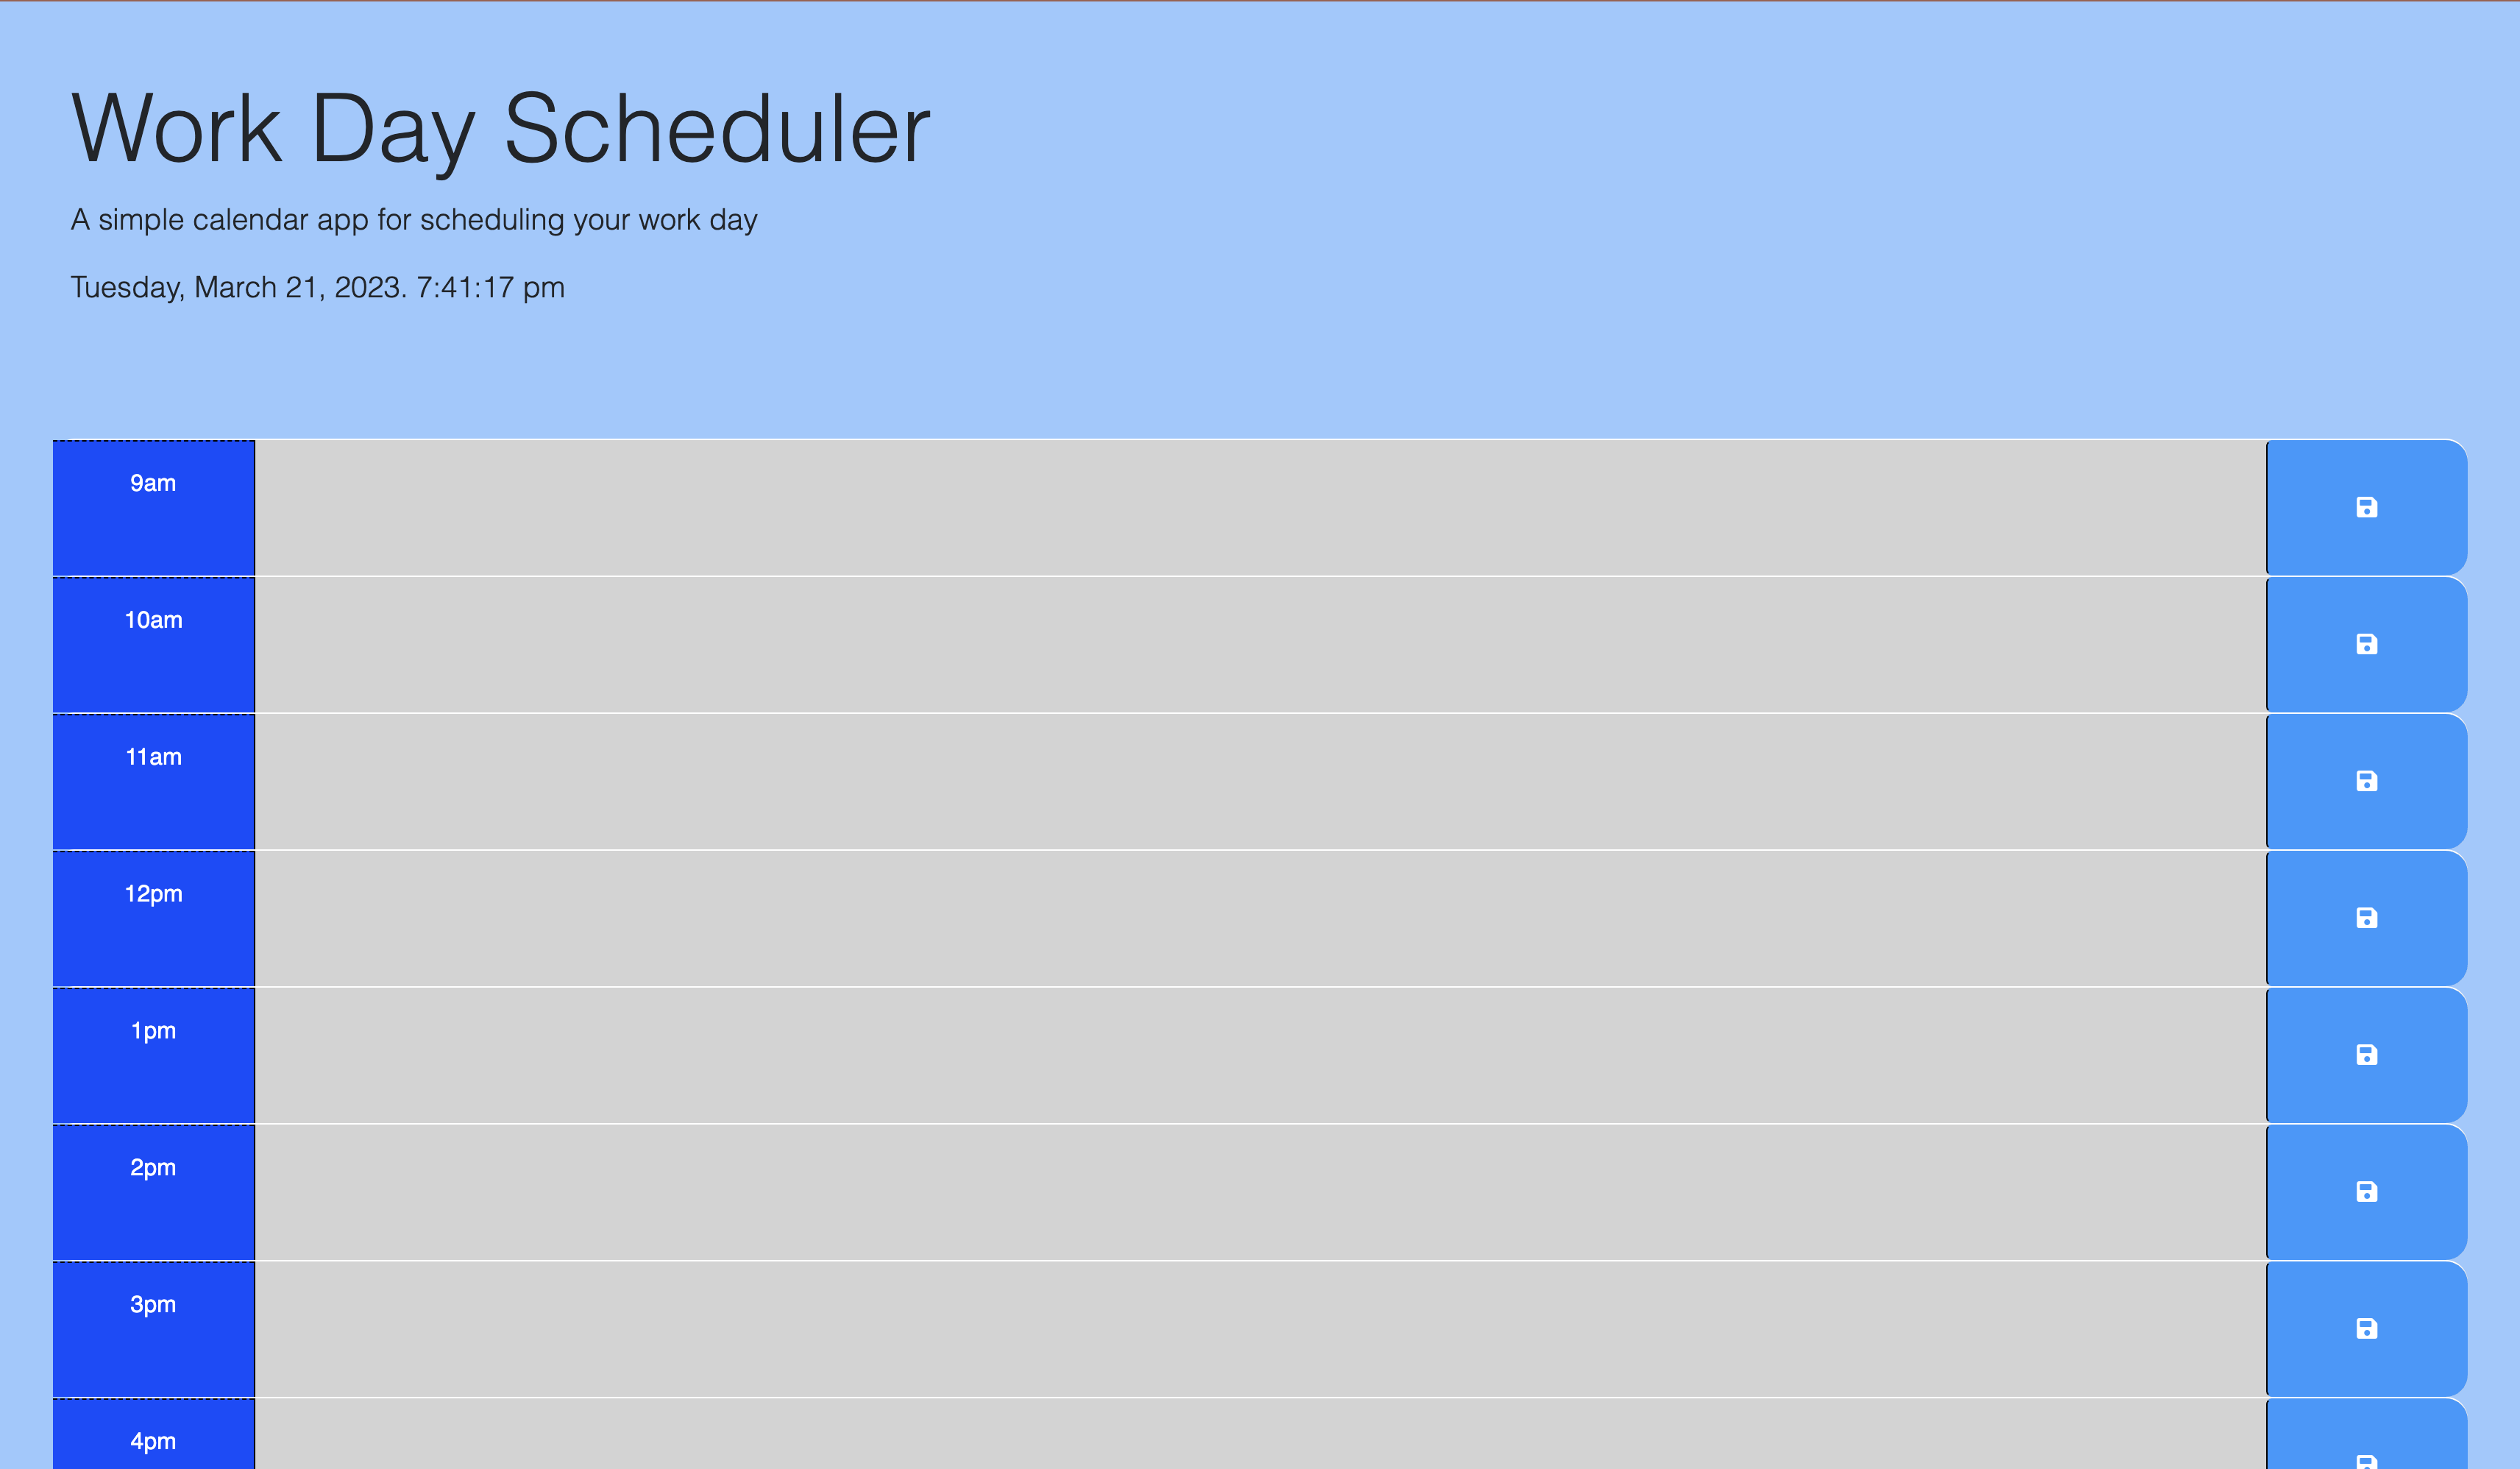 Work Day Scheduler
A simple calendar app for scheduling your work day
Tuesday, March 21, 2023. 7:41:17 pm
9am
10am
11am
12pm
1pm
2pm
3pm
4pm